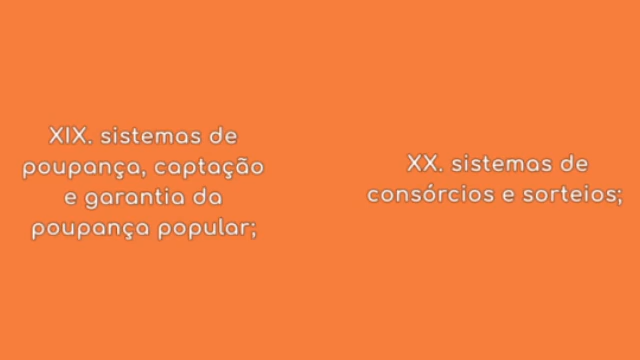 XIX. sistemas de
poupança, captação
e garantia da
poupança popular;
XX. sistemas de
consórcios e sorteios;